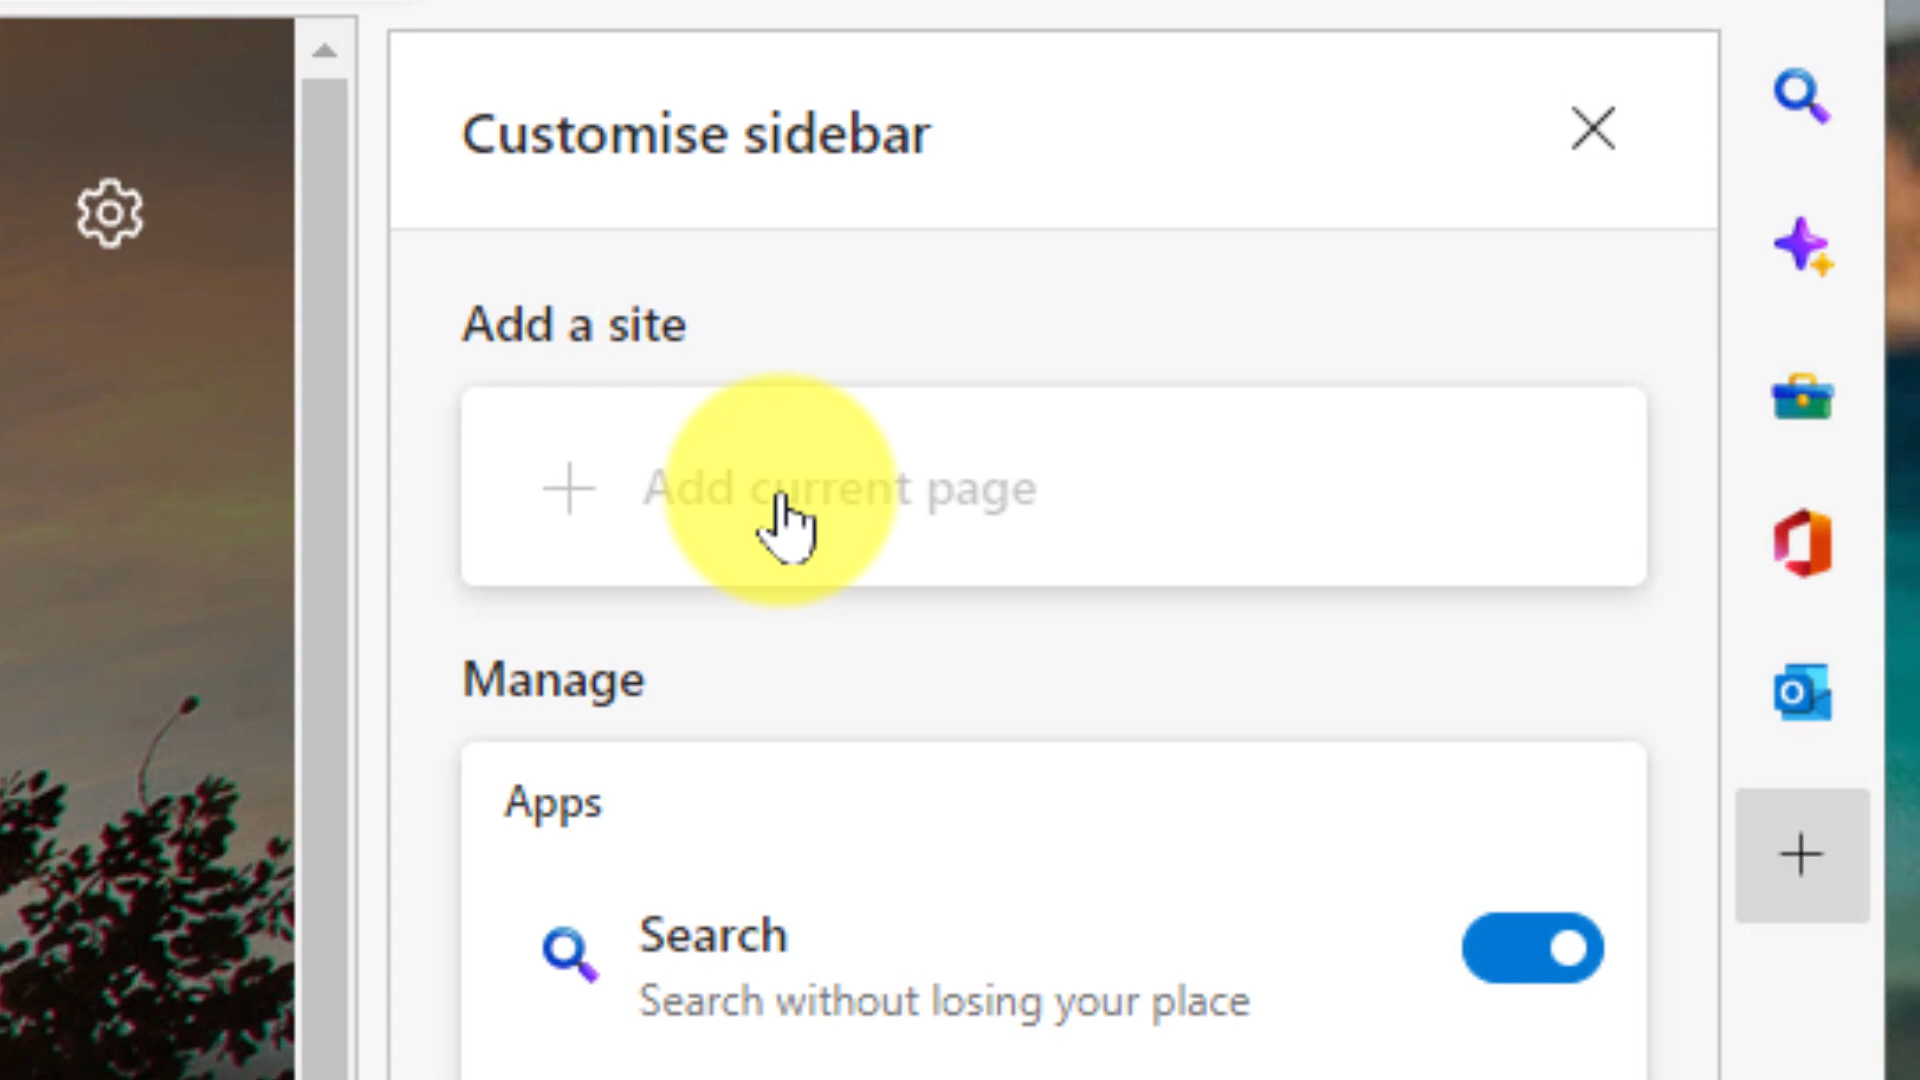 Customise sidebar
Add a site
Add current page
Manage
Apps
Search
Search without losing your place